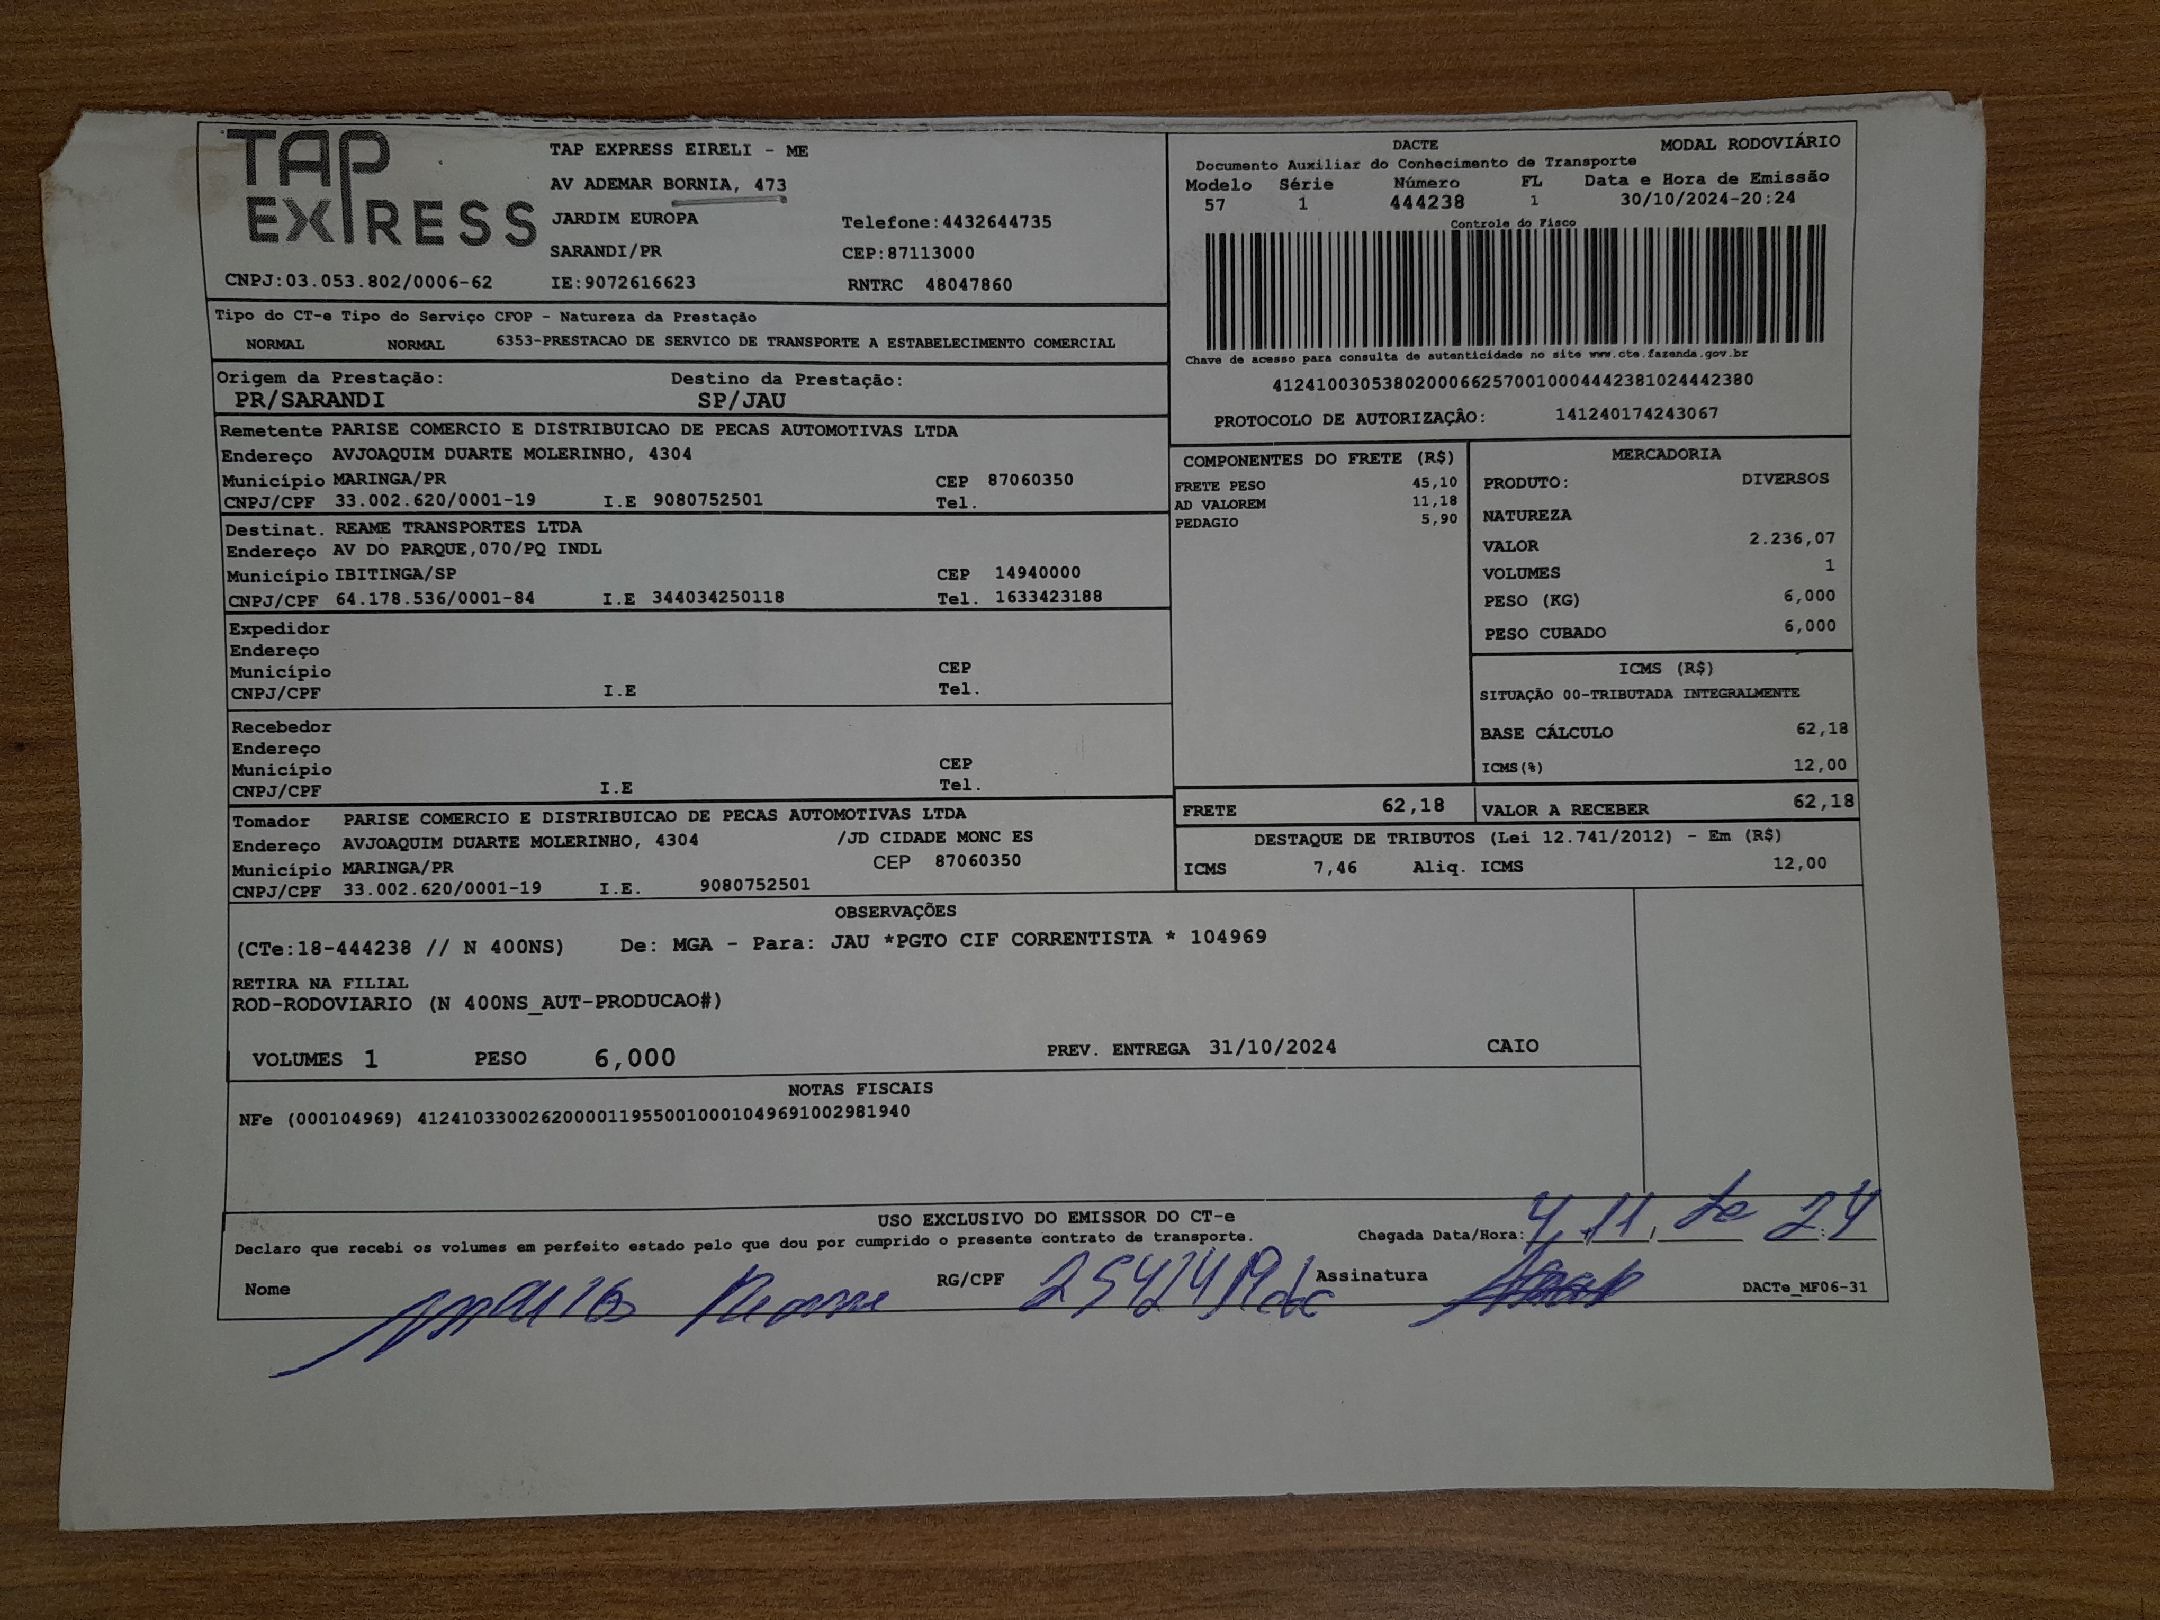 TAP EXPRESS
TAP EXPRESS EIRELI - ME
AV ADEMAR BORNIA, 473
JARDIM EUROPA Telefone:4432644735
SARANDI/PR CEP:87113000
CNPJ:03.053.802/0006-62 IE:9072616623 RNTRC 48047860
DACTE MODAL RODOVIÁRIO
Documento Auxiliar do Conhecimento de Transporte
Modelo Série Número FL Data e Hora de Emissão
57 1 444238 1 30/10/2024-20:24
Controle do Fisco
Chave de acesso para consulta de autenticidade no site www.cte.fazenda.gov.br
41241003053802000662570010004442381024442380
PROTOCOLO DE AUTORIZAÇÂO: 141240174243067
Tipo do CT-e Tipo do Serviço CFOP - Natureza da Prestação
NORMAL NORMAL 6353-PRESTACAO DE SERVICO DE TRANSPORTE A ESTABELECIMENTO COMERCIAL
Origem da Prestação: Destino da Prestação:
PR/SARANDI SP/JAU
Remetente PARISE COMERCIO E DISTRIBUICAO DE PECAS AUTOMOTIVAS LTDA
Endereço AVJOAQUIM DUARTE MOLERINHO, 4304
Município MARINGA/PR CEP 87060350
CNPJ/CPF 33.002.620/0001-19 I.E 9080752501 Tel.
Destinat. REAME TRANSPORTES LTDA
Endereço AV DO PARQUE,070/PQ INDL
Município IBITINGA/SP CEP 14940000
CNPJ/CPF 64.178.536/0001-84 I.E 344034250118 Tel. 1633423188
Expedidor
Endereço
Município CEP
CNPJ/CPF I.E Tel.
Recebedor
Endereço
Município CEP
CNPJ/CPF I.E Tel.
Tomador PARISE COMERCIO E DISTRIBUICAO DE PECAS AUTOMOTIVAS LTDA
Endereço AVJOAQUIM DUARTE MOLERINHO, 4304 /JD CIDADE MONC ES
Município MARINGA/PR CEP 87060350
CNPJ/CPF 33.002.620/0001-19 I.E. 9080752501
COMPONENTES DO FRETE (R$)
FRETE PESO 45,10
AD VALOREM 11,18
PEDAGIO 5,90
MERCADORIA
PRODUTO: DIVERSOS
NATUREZA
VALOR 2.236,07
VOLUMES 1
PESO (KG) 6,000
PESO CUBADO 6,000
ICMS (R$)
SITUAÇÃO 00-TRIBUTADA INTEGRALMENTE
BASE CÁLCULO 62,18
ICMS(%) 12,00
FRETE 62,18 VALOR A RECEBER 62,18
DESTAQUE DE TRIBUTOS (Lei 12.741/2012) - Em (R$)
ICMS 7,46 Aliq. ICMS 12,00
OBSERVAÇÕES
(CTe:18-444238 // N 400NS) De: MGA - Para: JAU *PGTO CIF CORRENTISTA * 104969
RETIRA NA FILIAL
ROD-RODOVIARIO (N 400NS_AUT-PRODUCAO#)
VOLUMES 1 PESO 6,000 PREV. ENTREGA 31/10/2024 CAIO
NOTAS FISCAIS
NFe (000104969) 41241033002620000119550010001049691002981940
USO EXCLUSIVO DO EMISSOR DO CT-e
Declaro que recebi os volumes em perfeito estado pelo que dou por cumprido o presente contrato de transporte. Chegada Data/Hora: 4 11 de 24
Nome RG/CPF Assinatura DACTe_MF06-31